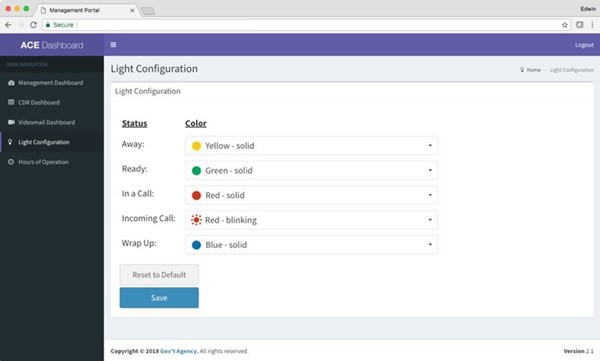 Management Portal
Edwin
Secure
ACE Dashboard
Logout
MAIN NAVIGATION
Management Dashboard
CDR Dashboard
Videomail Dashboard
Light Configuration
Hours of Operation
Light Configuration
Home
Light Configuration
Light Configuration
Status Color
Away: Yellow - solid
Ready: Green - solid
In a Call: Red - solid
Incoming Call: Red - blinking
Wrap Up: Blue - solid
Reset to Default
Save
Copyright © 2018 Gov't Agency. All rights reserved.
Version 2.1